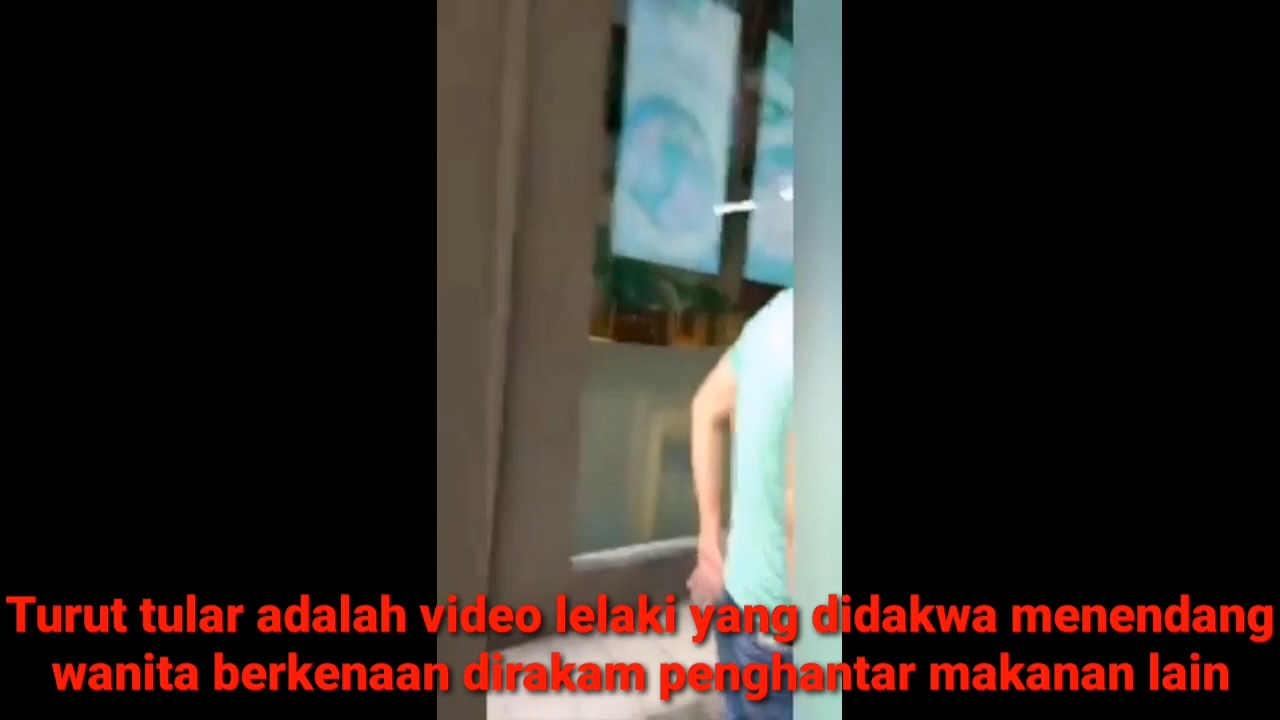 Turut tular adalah video lelaki yang didakwa menendang
wanita berkenaan dirakam penghantar makanan lain